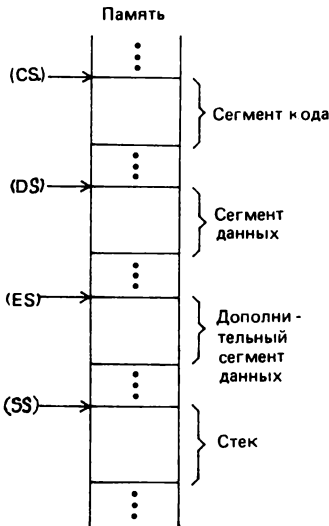 Память
(CS)
Сегмент кода
(DS)
Сегмент
данных
(ES)
Дополни-
тельный
сегмент
данных
(SS)
Стек